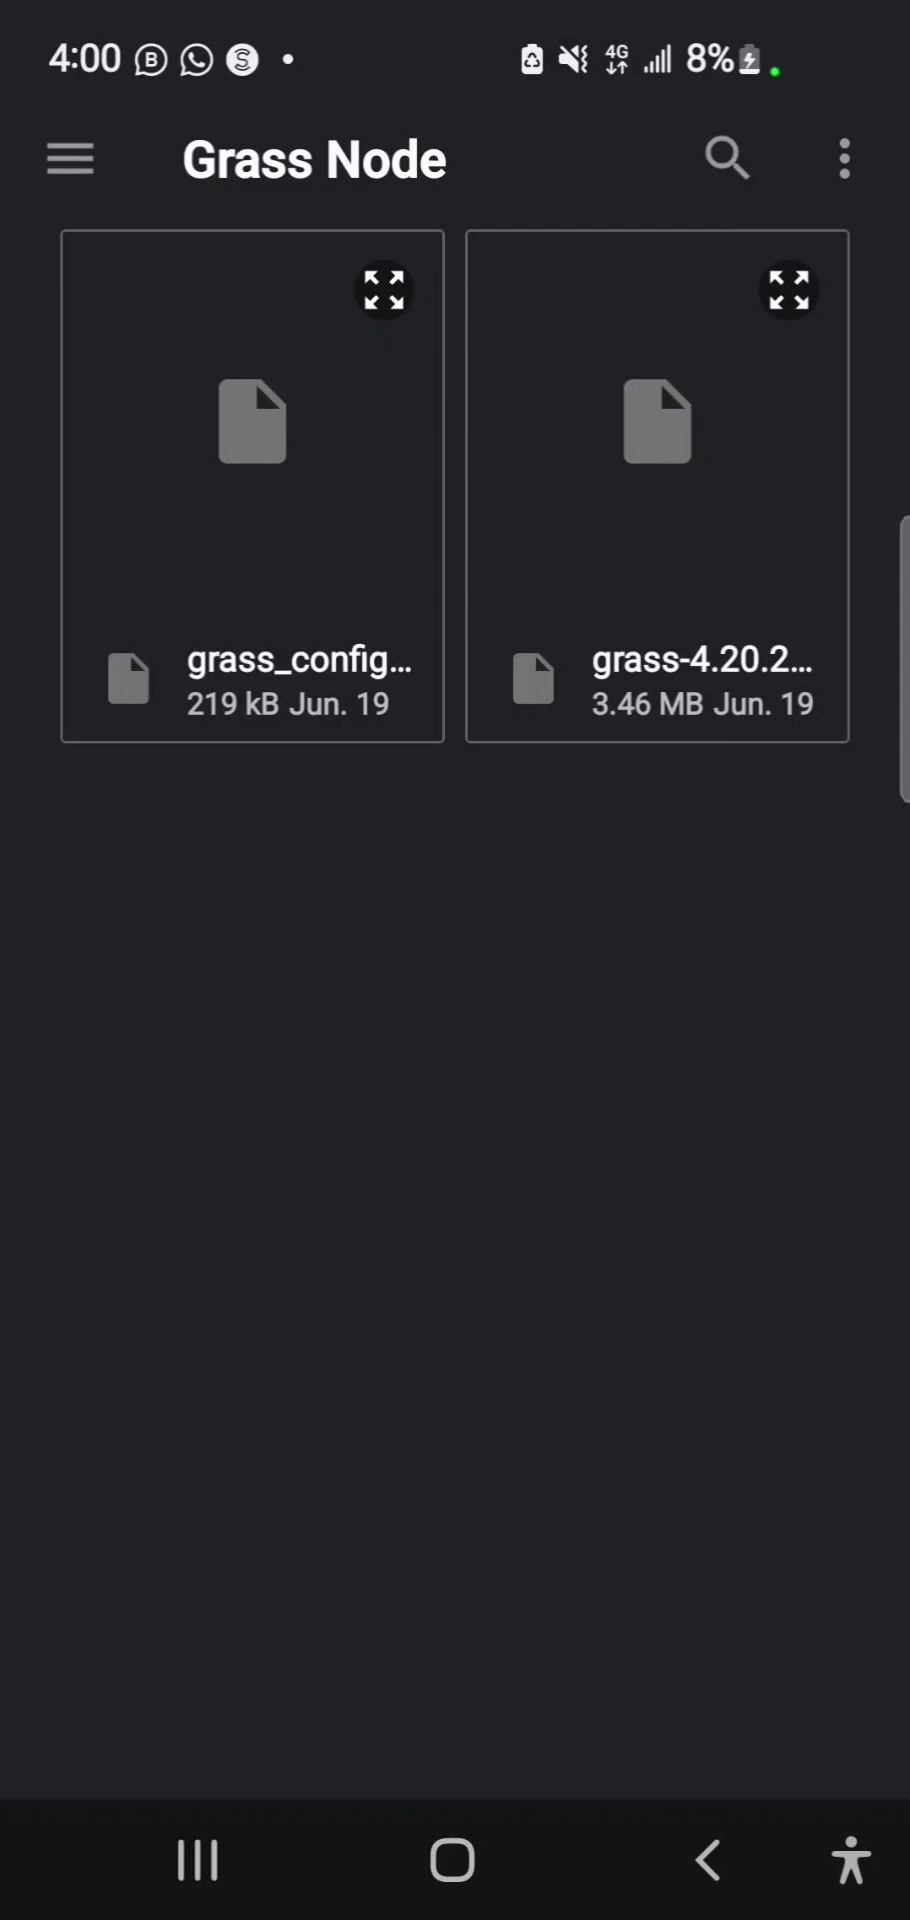 4:00 4G 8%
Grass Node
grass_config...
219 kB Jun. 19
grass-4.20.2...
3.46 MB Jun. 19